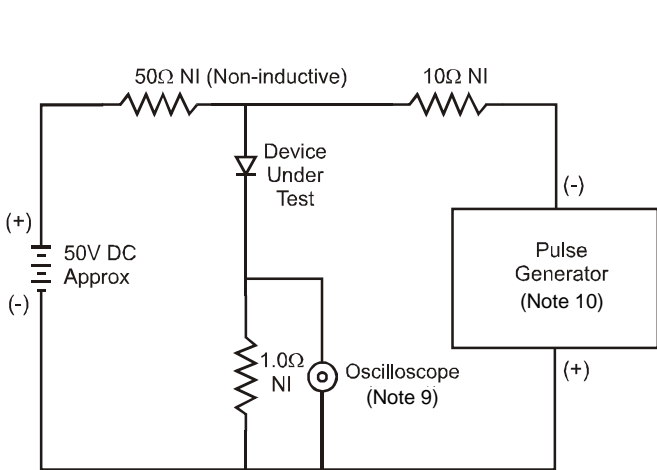 50Ω NI (Non-inductive)
10Ω NI
Device
Under
Test
(-)
(+)
50V DC
Approx
(-)
Pulse
Generator
(Note 10)
1.0Ω
NI
Oscilloscope
(Note 9)
(+)